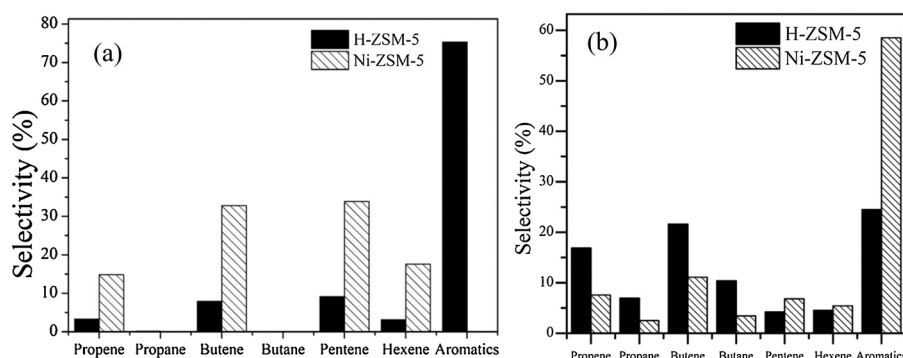 80
70
60
50
40
30
20
10
0
Selectivity (%)
(a)
H-ZSM-5
Ni-ZSM-5
Propene Propane Butene Butane Pentene Hexene Aromatics
60
50
40
30
20
10
0
Selectivity (%)
(b)
H-ZSM-5
Ni-ZSM-5
Propene Propane Butene Butane Pentene Hexene Aromatics